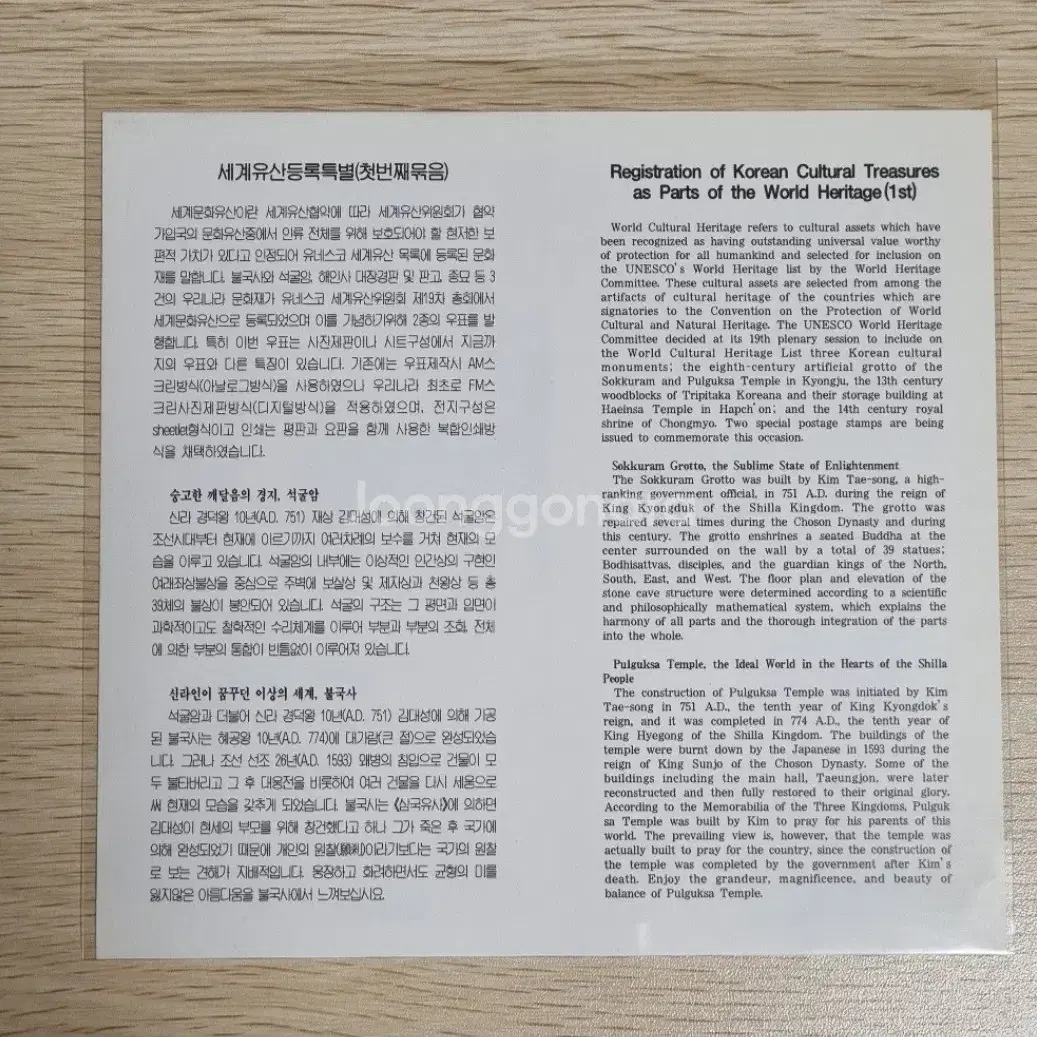 세계유산등록특별(첫번째묶음)
세계문화유산이란 세계유산협약에 따라 세계유산위원회가 협약
가입국의 문화유산중에서 인류 전체를 위해 보호되어야 할 현저한 보
편적 가치가 있다고 인정되어 유네스코 세계유산 목록에 등록된 문화
재를 말합니다. 불국사와 석굴암, 해인사 대장경판 및 판고, 종묘 등 3
건의 우리나라 문화재가 유네스코 세계유산위원회 제19차 총회에서
세계문화유산으로 등록되었으며 이를 기념하기위해 2종의 우표를 발
행합니다. 특히 이번 우표는 사진제판이나 시트구성에서 지금까
지의 우표와 다른 특징이 있습니다. 기존에는 우표제작시 AM스
크린방식(아날로그방식)을 사용하였으나 우리나라 최초로 FM스
크린사진제판방식(디지털방식)을 적용하였으며, 전지구성은
sheetlet형식이고 인쇄는 평판과 요판을 함께 사용한 복합인쇄방
식을 채택하였습니다.
숭고한 깨달음의 경지, 석굴암
신라 경덕왕 10년(A.D. 751) 재상 김대성에 의해 창건된 석굴암은
조선시대부터 현재에 이르기까지 여러차례의 보수를 거쳐 현재의 모
습을 이루고 있습니다. 석굴암의 내부에는 이상적인 인간상의 구현인
여래좌상불상을 중심으로 주벽에 보살상 및 제자상과 천왕상 등 총
39체의 불상이 봉안되어 있습니다. 석굴의 구조는 그 평면과 입면이
과학적이고도 철학적인 수리체계를 이루어 부분과 부분의 조화, 전체
에 의한 부분의 통합이 빈틈없이 이루어져 있습니다.
신라인이 꿈꾸던 이상의 세계, 불국사
석굴암과 더불어 신라 경덕왕 10년(A.D. 751) 김대성에 의해 기공
된 불국사는 혜공왕 10년(A.D. 774)에 대가람(큰 절)으로 완성되었습
니다. 그러나 조선 선조 26년(A.D. 1593) 왜병의 침입으로 건물이 모
두 불타버리고 그 후 대웅전을 비롯하여 여러 건물을 다시 세움으로
써 현재의 모습을 갖추게 되었습니다. 불국사는 《삼국유사》에 의하면
김대성이 현세의 부모를 위해 창건했다고 하나 그가 죽은 후 국가에
의해 완성되었기 때문에 개인의 원찰(願刹)이라기보다는 국가의 원찰
로 보는 견해가 지배적입니다. 웅장하고 화려하면서도 균형의 미를
잃지않은 아름다움을 불국사에서 느껴보십시요.
Registration of Korean Cultural Treasures
as Parts of the World Heritage(1st)
World Cultural Heritage refers to cultural assets which have
been recognized as having outstanding universal value worthy
of protection for all humankind and selected for inclusion on
the UNESCO's World Heritage list by the World Heritage
Committee. These cultural assets are selected from among the
artifacts of cultural heritage of the countries which are
signatories to the Convention on the Protection of World
Cultural and Natural Heritage. The UNESCO World Heritage
Committee decided at its 19th plenary session to include on
the World Cultural Heritage List three Korean cultural
monuments; the eighth-century artificial grotto of the
Sokkuram and Pulguksa Temple in Kyongju, the 13th century
woodblocks of Tripitaka Koreana and their storage building at
Haeinsa Temple in Hapch'on; and the 14th century royal
shrine of Chongmyo. Two special postage stamps are being
issued to commemorate this occasion.
Sokkuram Grotto, the Sublime State of Enlightenment
The Sokkuram Grotto was built by Kim Tae-song, a high-
ranking government official, in 751 A.D. during the reign of
King Kyongduk of the Shilla Kingdom. The grotto was
repaired several times during the Choson Dynasty and during
this century. The grotto enshrines a seated Buddha at the
center surrounded on the wall by a total of 39 statues;
Bodhisattvas, disciples, and the guardian kings of the North,
South, East, and West. The floor plan and elevation of the
stone cave structure were determined according to a scientific
and philosophically mathematical system, which explains the
harmony of all parts and the thorough integration of the parts
into the whole.
Pulguksa Temple, the Ideal World in the Hearts of the Shilla
People
The construction of Pulguksa Temple was initiated by Kim
Tae-song in 751 A.D., the tenth year of King Kyongdok's
reign, and it was completed in 774 A.D., the tenth year of
King Hyegong of the Shilla Kingdom. The buildings of the
temple were burnt down by the Japanese in 1593 during the
reign of King Sunjo of the Choson Dynasty. Some of the
buildings including the main hall, Taeungjon, were later
reconstructed and then fully restored to their original glory.
According to the Memorabilia of the Three Kingdoms, Pulguk
sa Temple was built by Kim to pray for his parents of this
world. The prevailing view is, however, that the temple was
actually built to pray for the country, since the construction of
the temple was completed by the government after Kim's
death. Enjoy the grandeur, magnificence, and beauty of
balance of Pulguksa Temple.